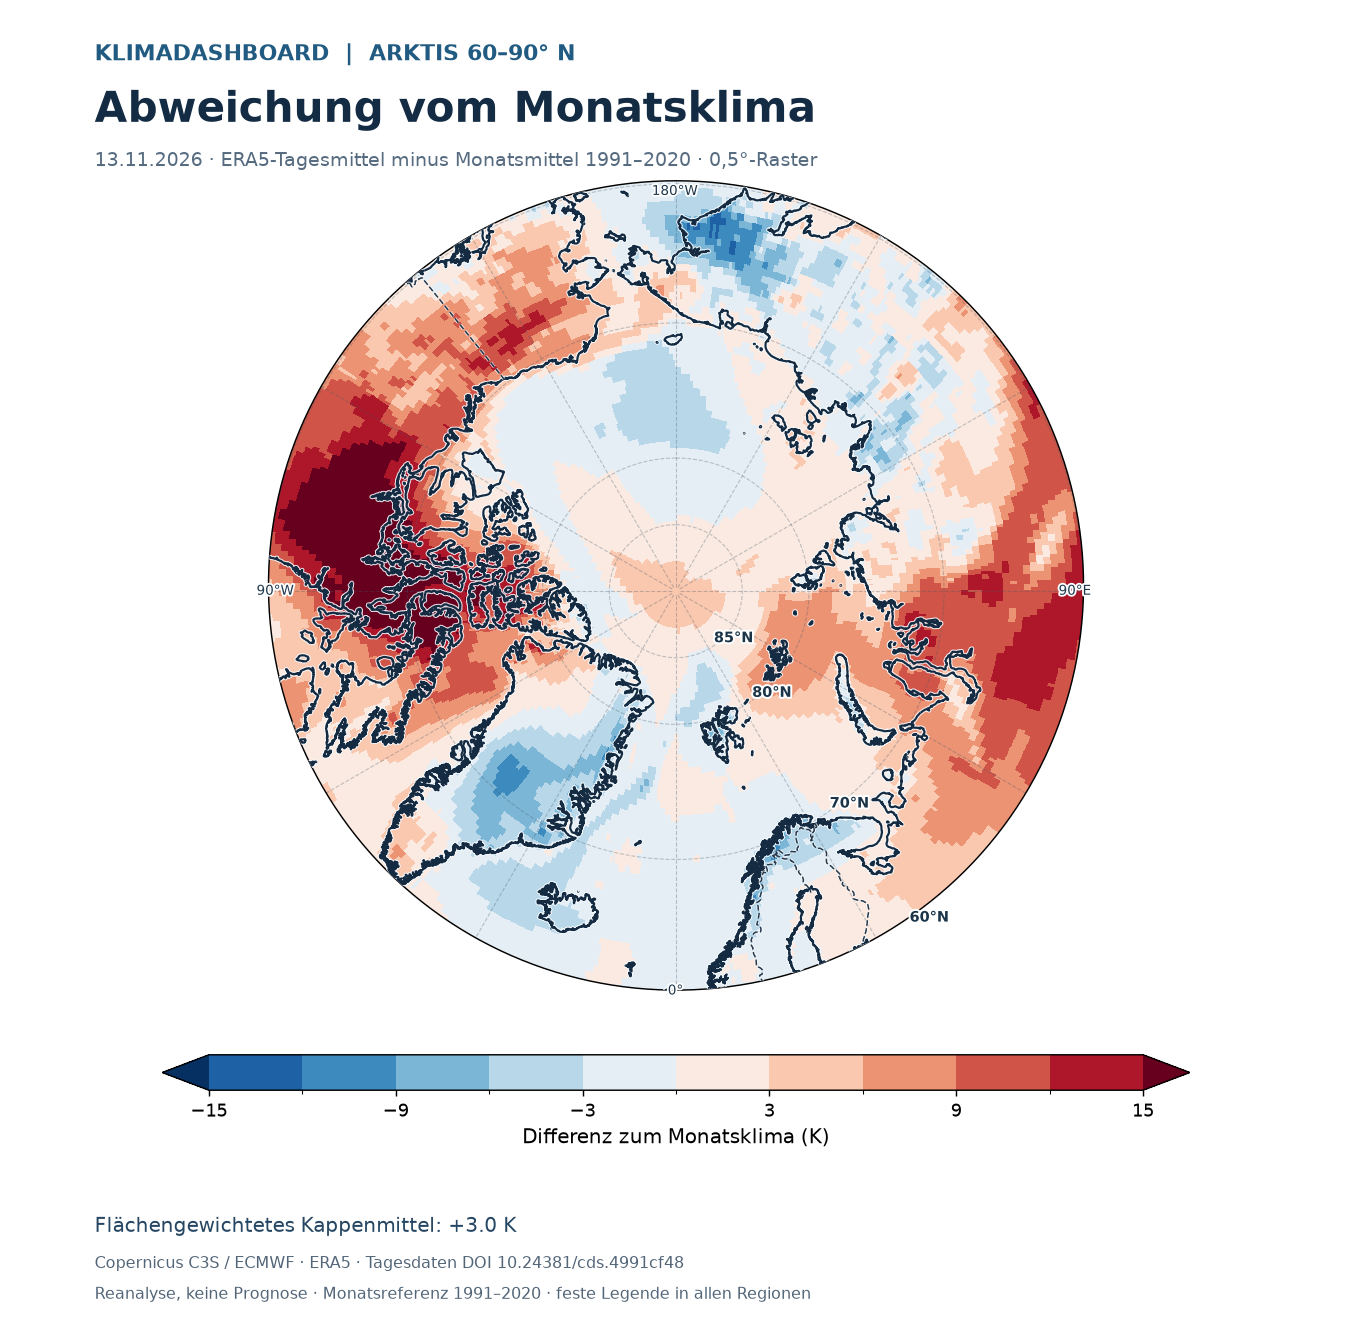 KLIMADASHBOARD | ARKTIS 60–90° N
Abweichung vom Monatsklima
13.11.2026 · ERA5-Tagesmittel minus Monatsmittel 1991–2020 · 0,5°-Raster
180°W
90°W
90°E
85°N
80°N
70°N
60°N
0°
−15
−9
−3
3
9
15
Differenz zum Monatsklima (K)
Flächengewichtetes Kappenmittel: +3.0 K
Copernicus C3S / ECMWF · ERA5 · Tagesdaten DOI 10.24381/cds.4991cf48
Reanalyse, keine Prognose · Monatsreferenz 1991–2020 · feste Legende in allen Regionen